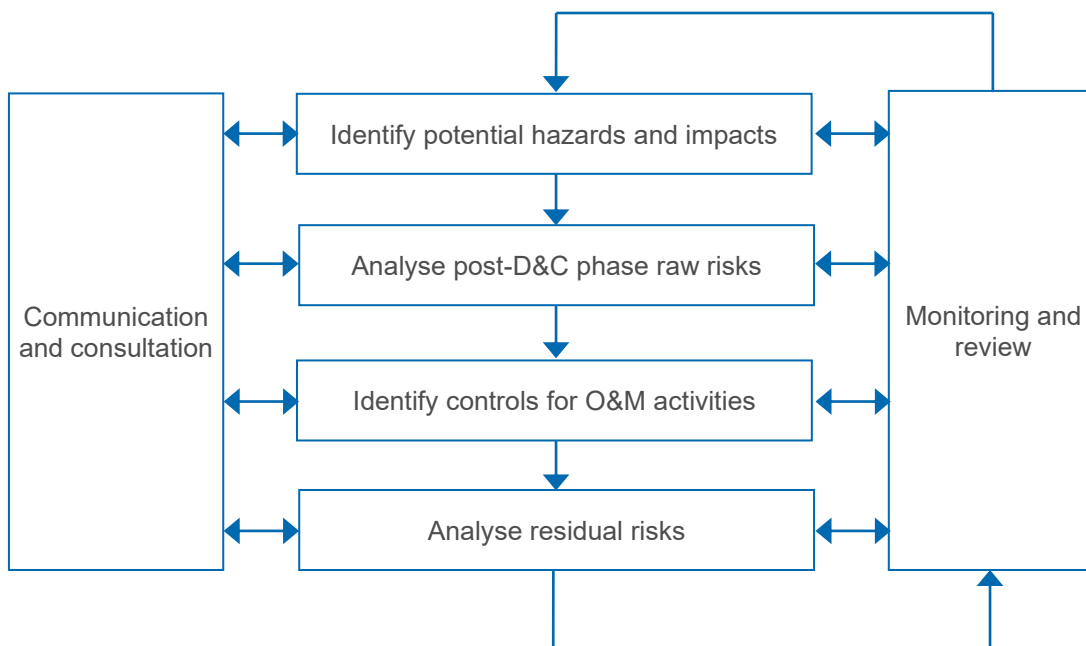 Identify potential hazards and impacts
Analyse post-D&C phase raw risks
Communication
and consultation
Monitoring and
review
Identify controls for O&M activities
Analyse residual risks